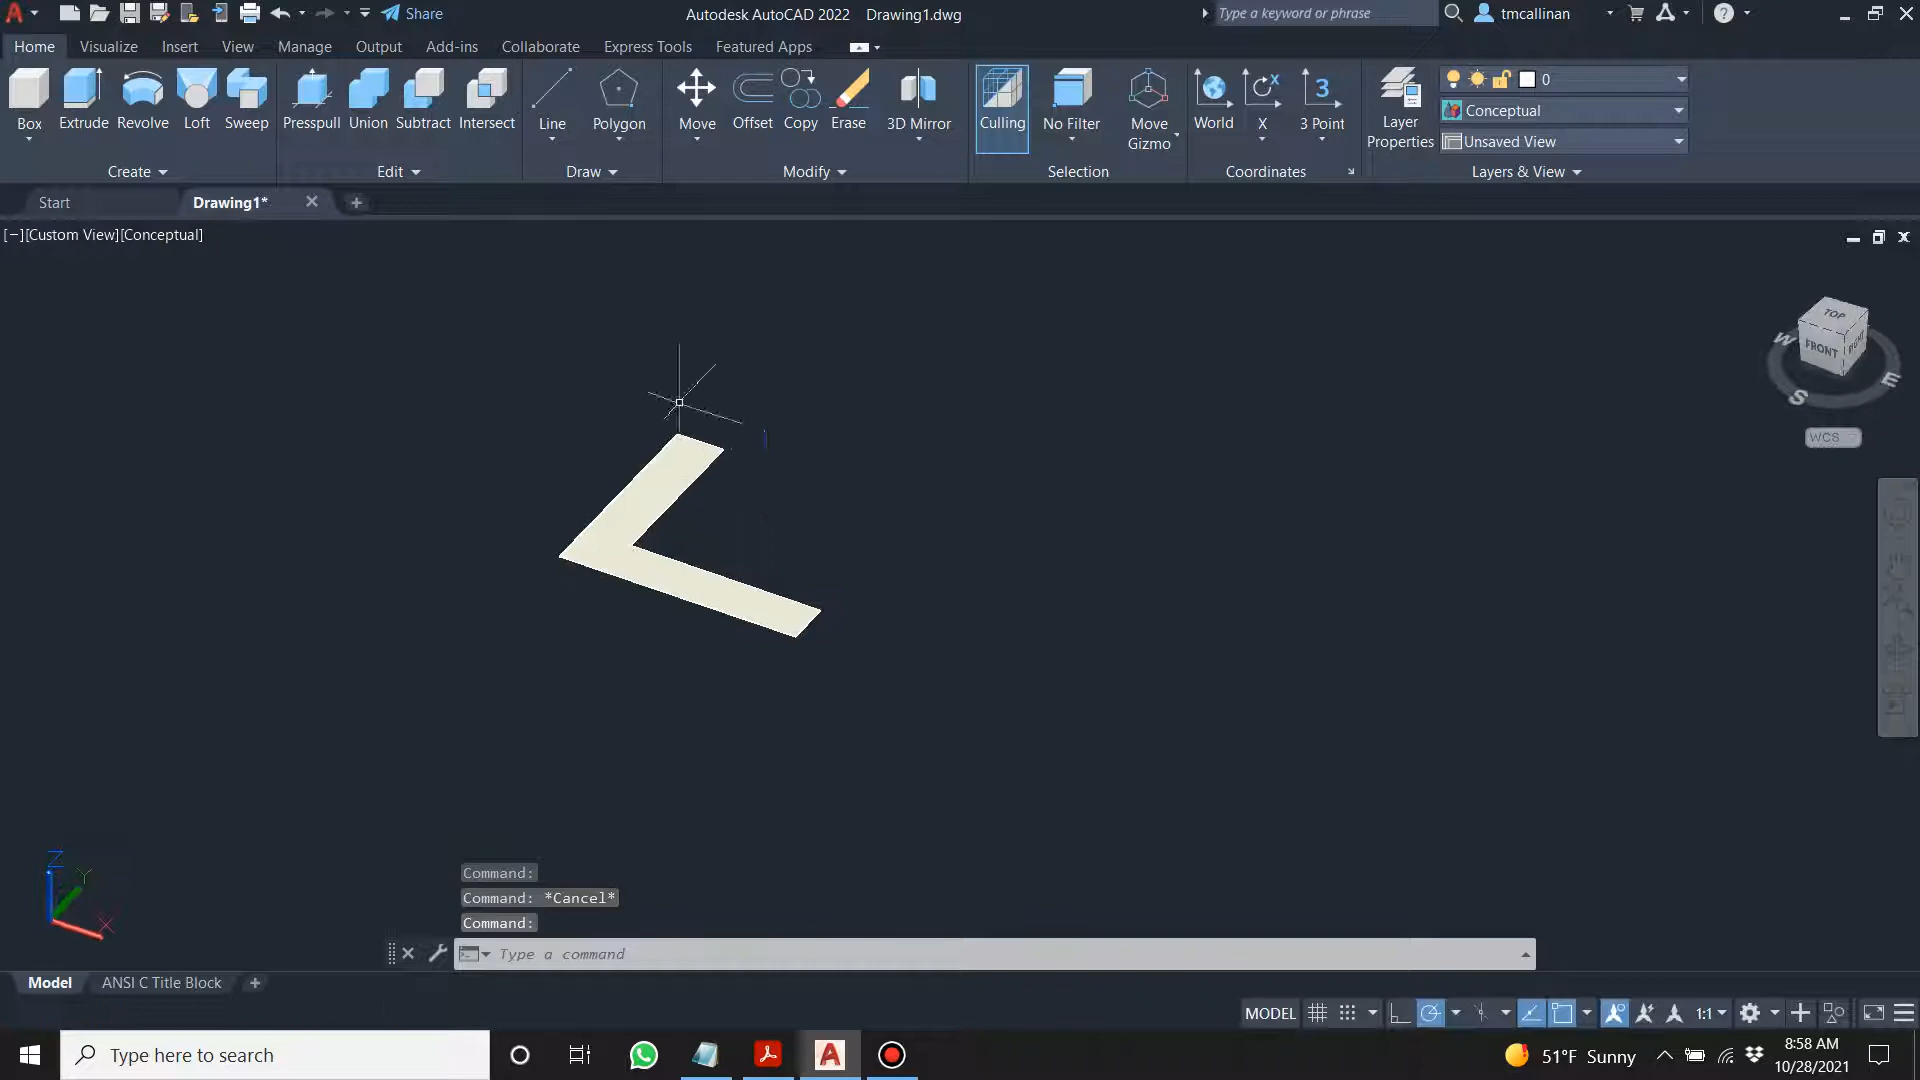 Share
Autodesk AutoCAD 2022 Drawing1.dwg
Type a keyword or phrase
tmcallinan
Home Visualize Insert View Manage Output Add-ins Collaborate Express Tools Featured Apps
Box Extrude Revolve Loft Sweep Presspull Union Subtract Intersect Line Polygon Move Offset Copy Erase 3D Mirror Culling No Filter Move Gizmo World X 3 Point Layer Properties
0
Conceptual
Unsaved View
Create Edit Draw Modify Selection Coordinates Layers & View
Start Drawing1*
[−][Custom View][Conceptual]
TOP
FRONT
RIGHT
W
E
S
WCS
Z
Y
X
Command:
Command: *Cancel*
Command:
Type a command
Model ANSI C Title Block
MODEL 1:1
Type here to search
51°F Sunny
8:58 AM
10/28/2021